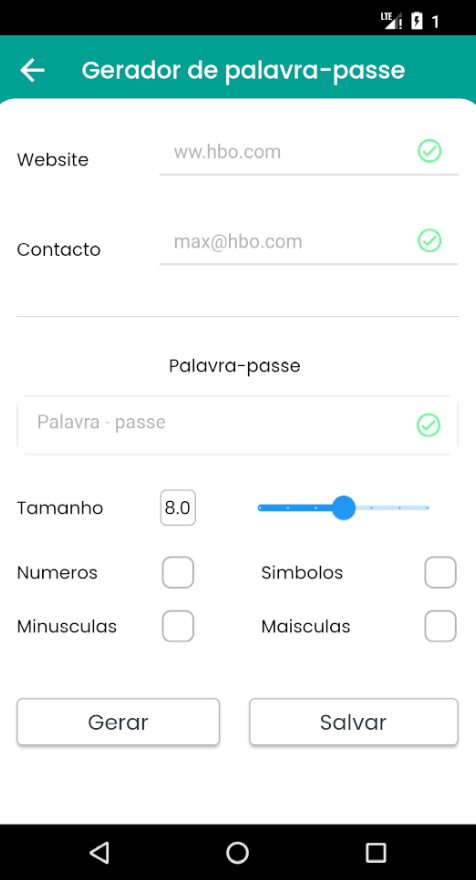 LTE 1
Gerador de palavra-passe
Website ww.hbo.com
Contacto max@hbo.com
Palavra-passe
Palavra - passe
Tamanho 8.0
Numeros Simbolos
Minusculas Maisculas
Gerar Salvar